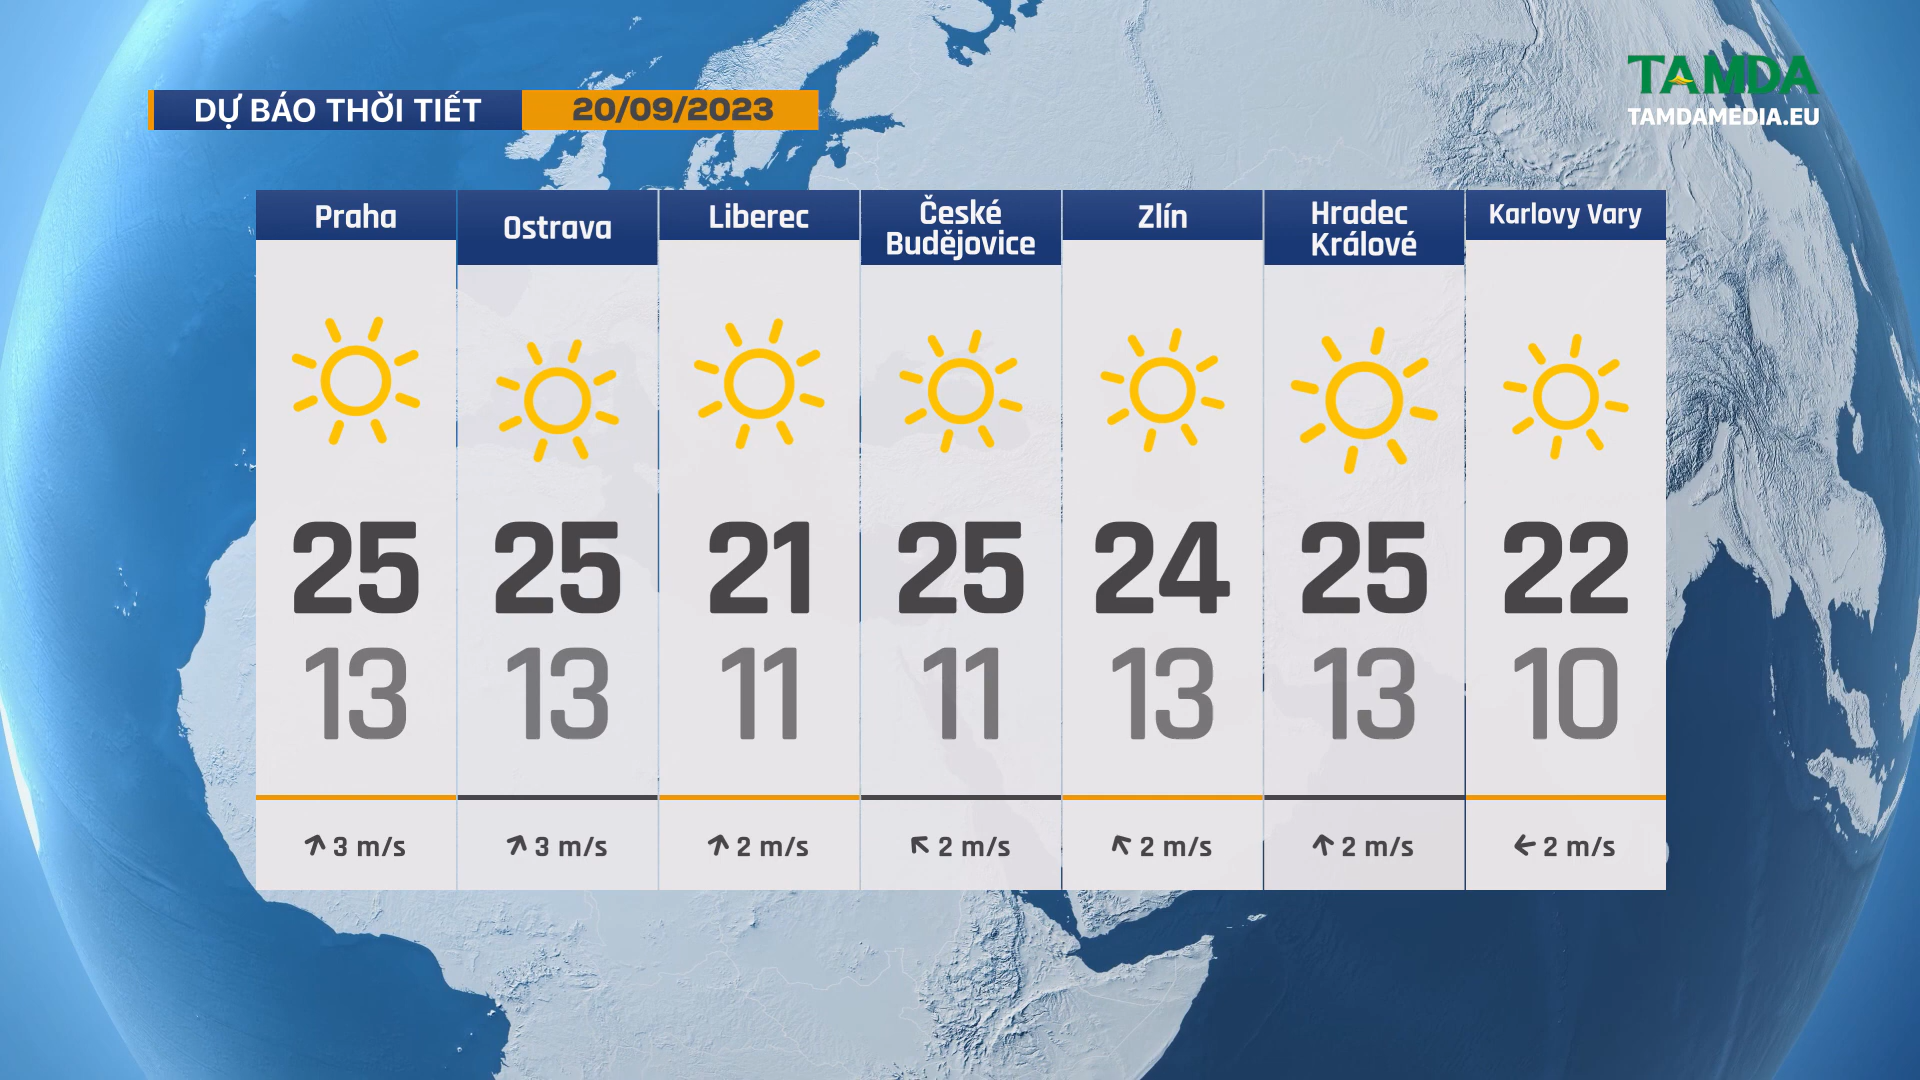 DỰ BÁO THỜI TIẾT 20/09/2023
TAMDA
TAMDAMEDIA.EU
Praha
25
13
3 m/s
Ostrava
25
13
3 m/s
Liberec
21
11
2 m/s
České
Budějovice
25
11
2 m/s
Zlín
24
13
2 m/s
Hradec
Králové
25
13
2 m/s
Karlovy Vary
22
10
2 m/s